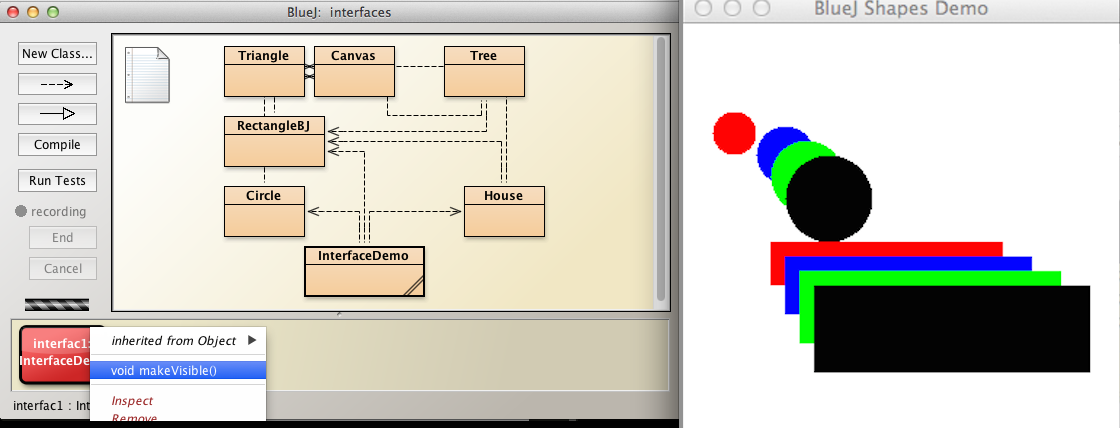 BlueJ: interfaces
New Class...
Compile
Run Tests
recording
End
Cancel
Triangle
Canvas
Tree
RectangleBJ
Circle
House
InterfaceDemo
interfac1:
InterfaceDe
inherited from Object
void makeVisible()
Inspect
Remove
interfac1 : Int
BlueJ Shapes Demo